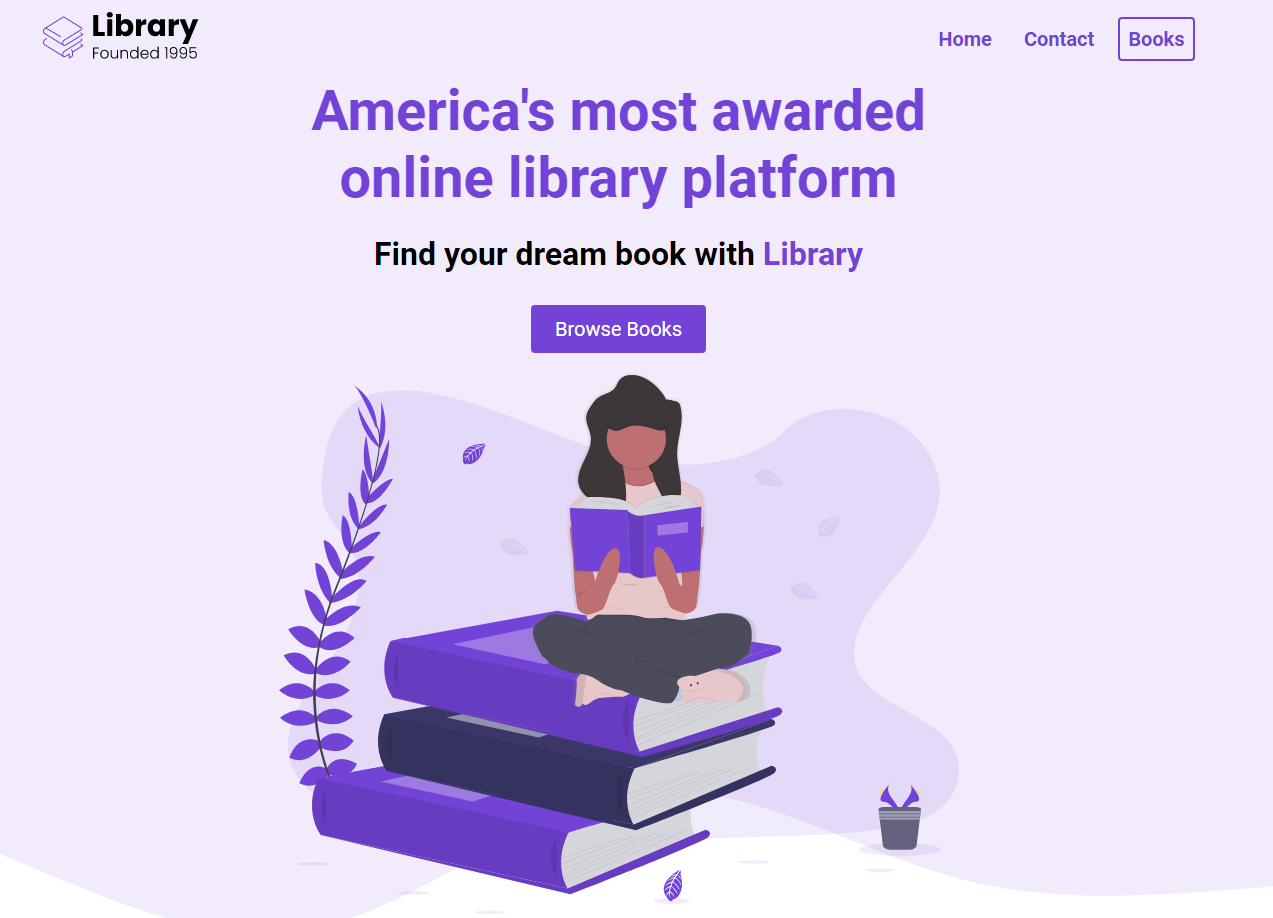 Library
Founded 1995
Home
Contact
Books
America's most awarded
online library platform
Find your dream book with Library
Browse Books